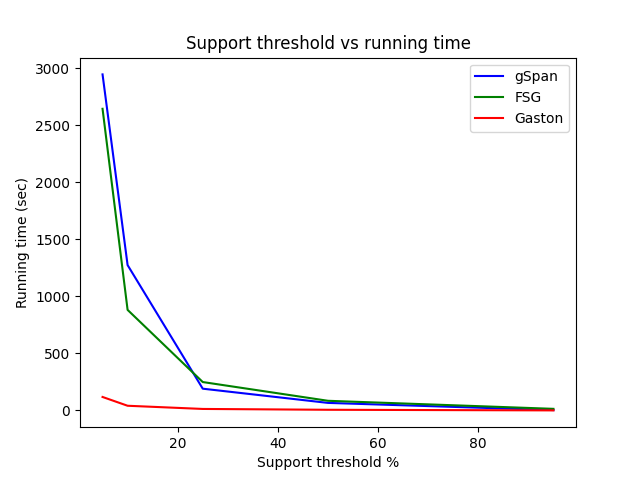 Support threshold vs running time
gSpan
FSG
Gaston
3000
2500
2000
1500
1000
500
0
Running time (sec)
20 40 60 80
Support threshold %